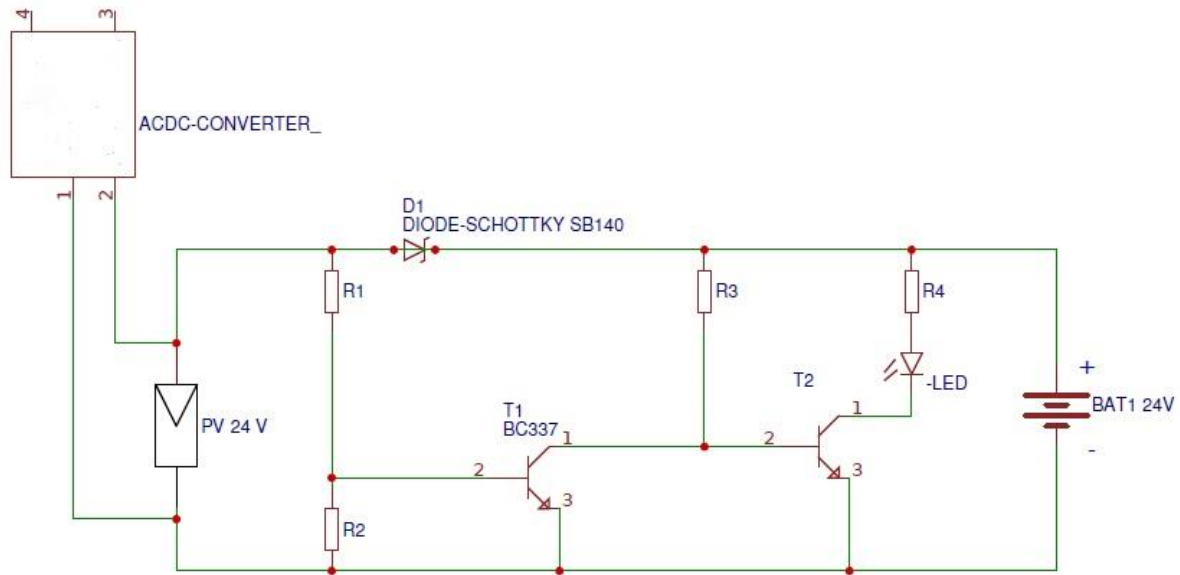 4
3
ACDC-CONVERTER_
1
2
D1
DIODE-SCHOTTKY SB140
R1
R3
R4
PV 24 V
T1
BC337
1
2
3
T2
1
2
3
-LED
+
BAT1 24V
-
R2